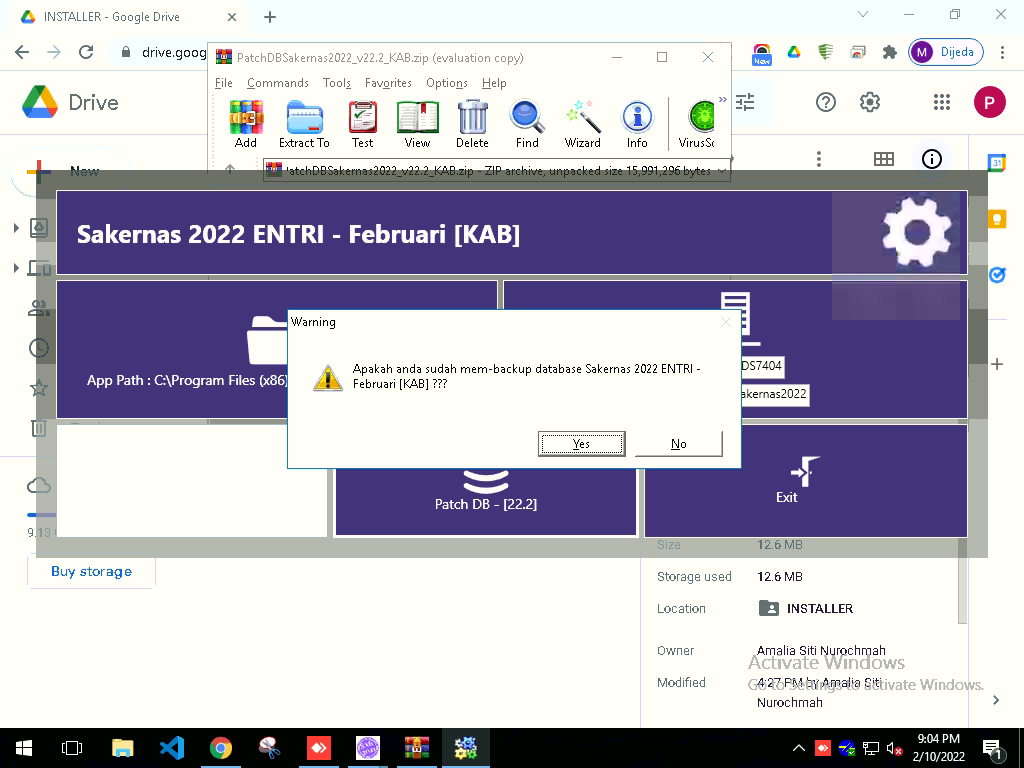 INSTALLER - Google Drive
drive.goog
New
M
Dijeda
PatchDBSakernas2022_v22.2_KAB.zip (evaluation copy)
File
Commands
Tools
Favorites
Options
Help
Drive
P
Add
Extract To
Test
View
Delete
Find
Wizard
Info
VirusSc
atchDBSakernas2022_v22.2_KAB.zip - ZIP archive, unpacked size 15,991,296 bytes
New
31
Sakernas 2022 ENTRI - Februari [KAB]
Warning
Apakah anda sudah mem-backup database Sakernas 2022 ENTRI -
Februari [KAB] ???
App Path : C:\Program Files (x86)
DS7404
akernas2022
Yes
No
Patch DB - [22.2]
Exit
9.13
Buy storage
Size
12.6 MB
Storage used
12.6 MB
Location
INSTALLER
Owner
Amalia Siti Nurochmah
Modified
4:27 PM by Amalia Siti
Nurochmah
Activate Windows
Go to Settings to activate Windows.
9:04 PM
2/10/2022
1